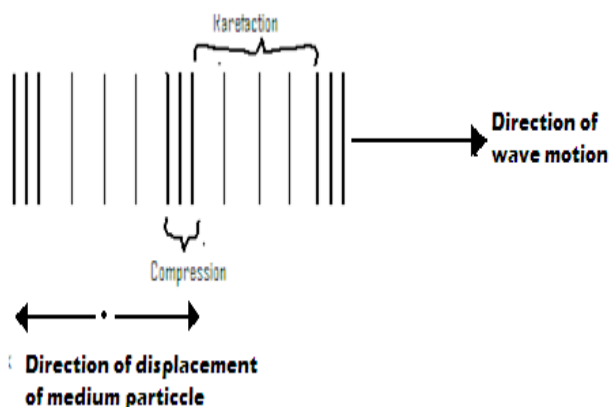 Rarefaction
Direction of
wave motion
Compression
Direction of displacement
of medium particcle